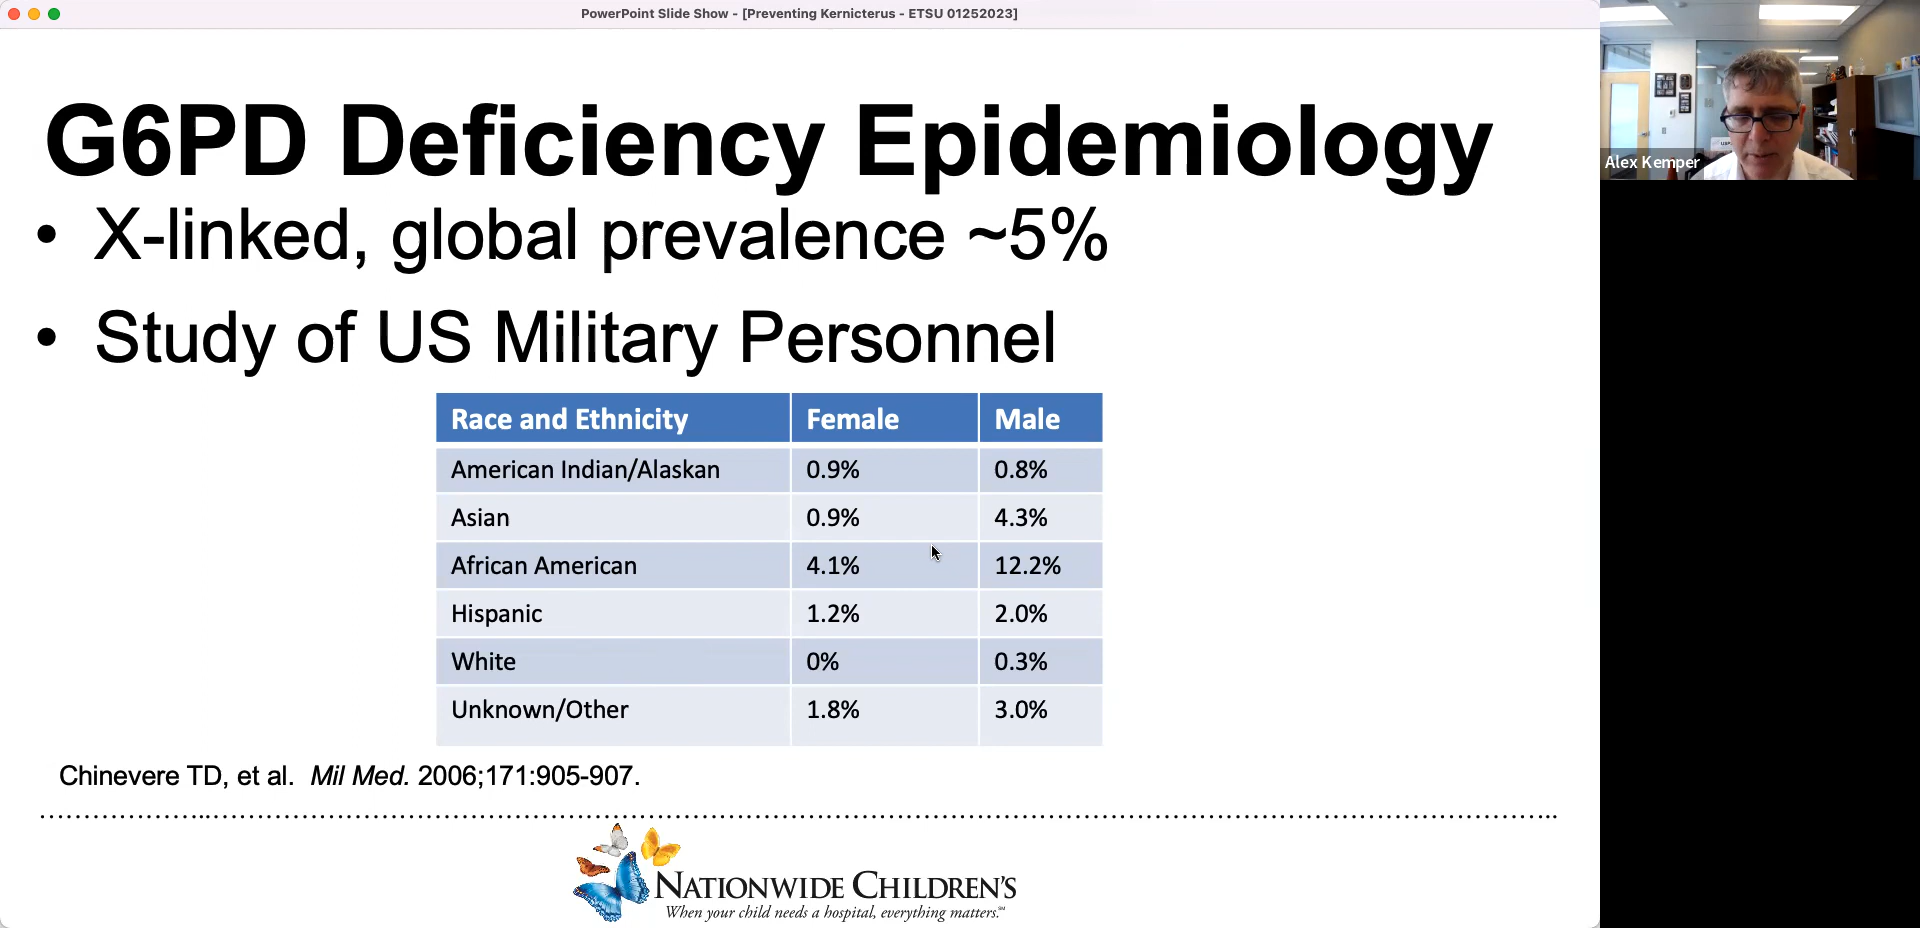 PowerPoint Slide Show - [Preventing Kernicterus - ETSU 01252023]
G6PD Deficiency Epidemiology
• X-linked, global prevalence ~5%
• Study of US Military Personnel
Race and Ethnicity Female Male
American Indian/Alaskan 0.9% 0.8%
Asian 0.9% 4.3%
African American 4.1% 12.2%
Hispanic 1.2% 2.0%
White 0% 0.3%
Unknown/Other 1.8% 3.0%
Chinevere TD, et al. Mil Med. 2006;171:905-907.
NATIONWIDE CHILDREN'S
When your child needs a hospital, everything matters.℠
Alex Kemper